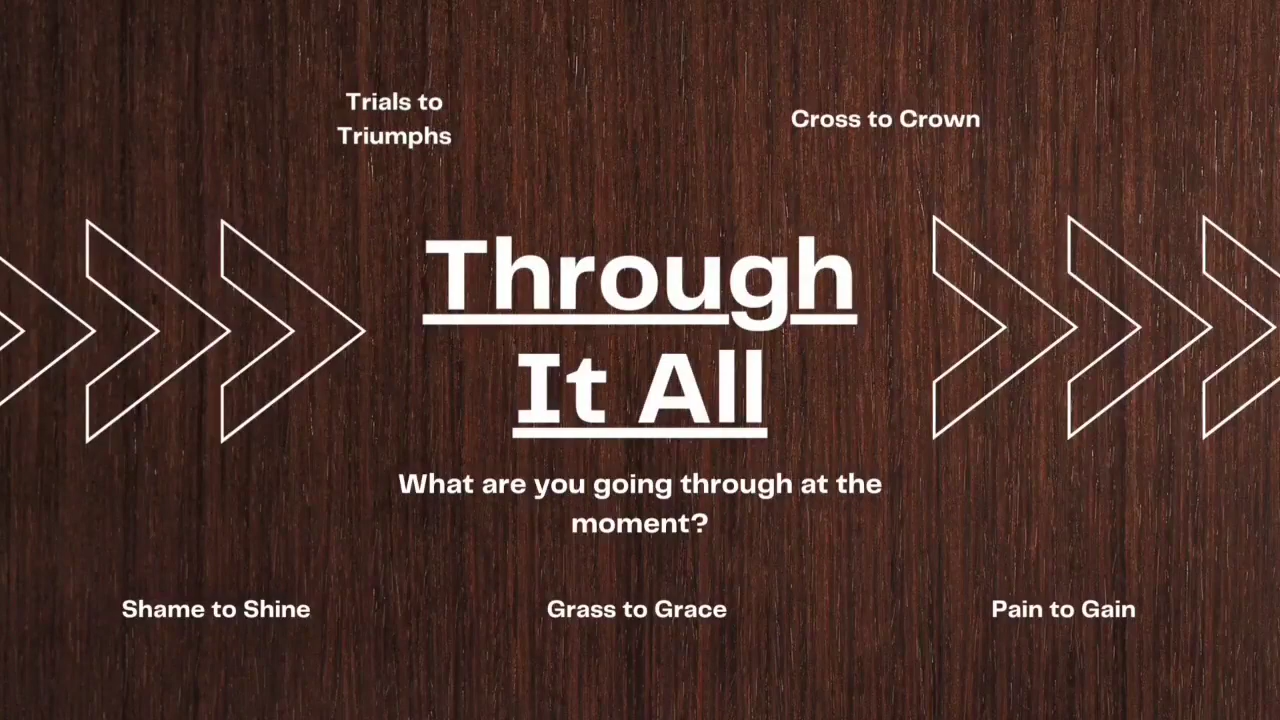 Trials to
Triumphs
Cross to Crown
Through
It All
What are you going through at the
moment?
Shame to Shine
Grass to Grace
Pain to Gain